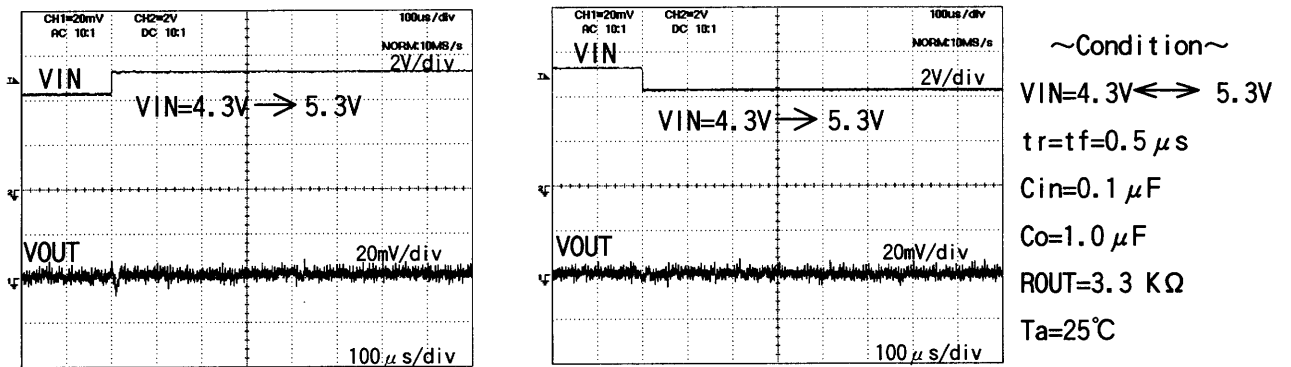 CH1=20mV CH2=2V 100us/div
AC 10:1 DC 10:1
NORM:10MS/s
VIN
2V/div
VIN=4.3V → 5.3V
VOUT
20mV/div
100μs/div
CH1=20mV CH2=2V 100us/div
AC 10:1 DC 10:1
NORM:10MS/s
VIN
2V/div
VIN=4.3V → 5.3V
VOUT
20mV/div
100μs/div
~Condition~
VIN=4.3V↔ 5.3V
tr=tf=0.5μs
Cin=0.1μF
Co=1.0μF
ROUT=3.3 KΩ
Ta=25℃